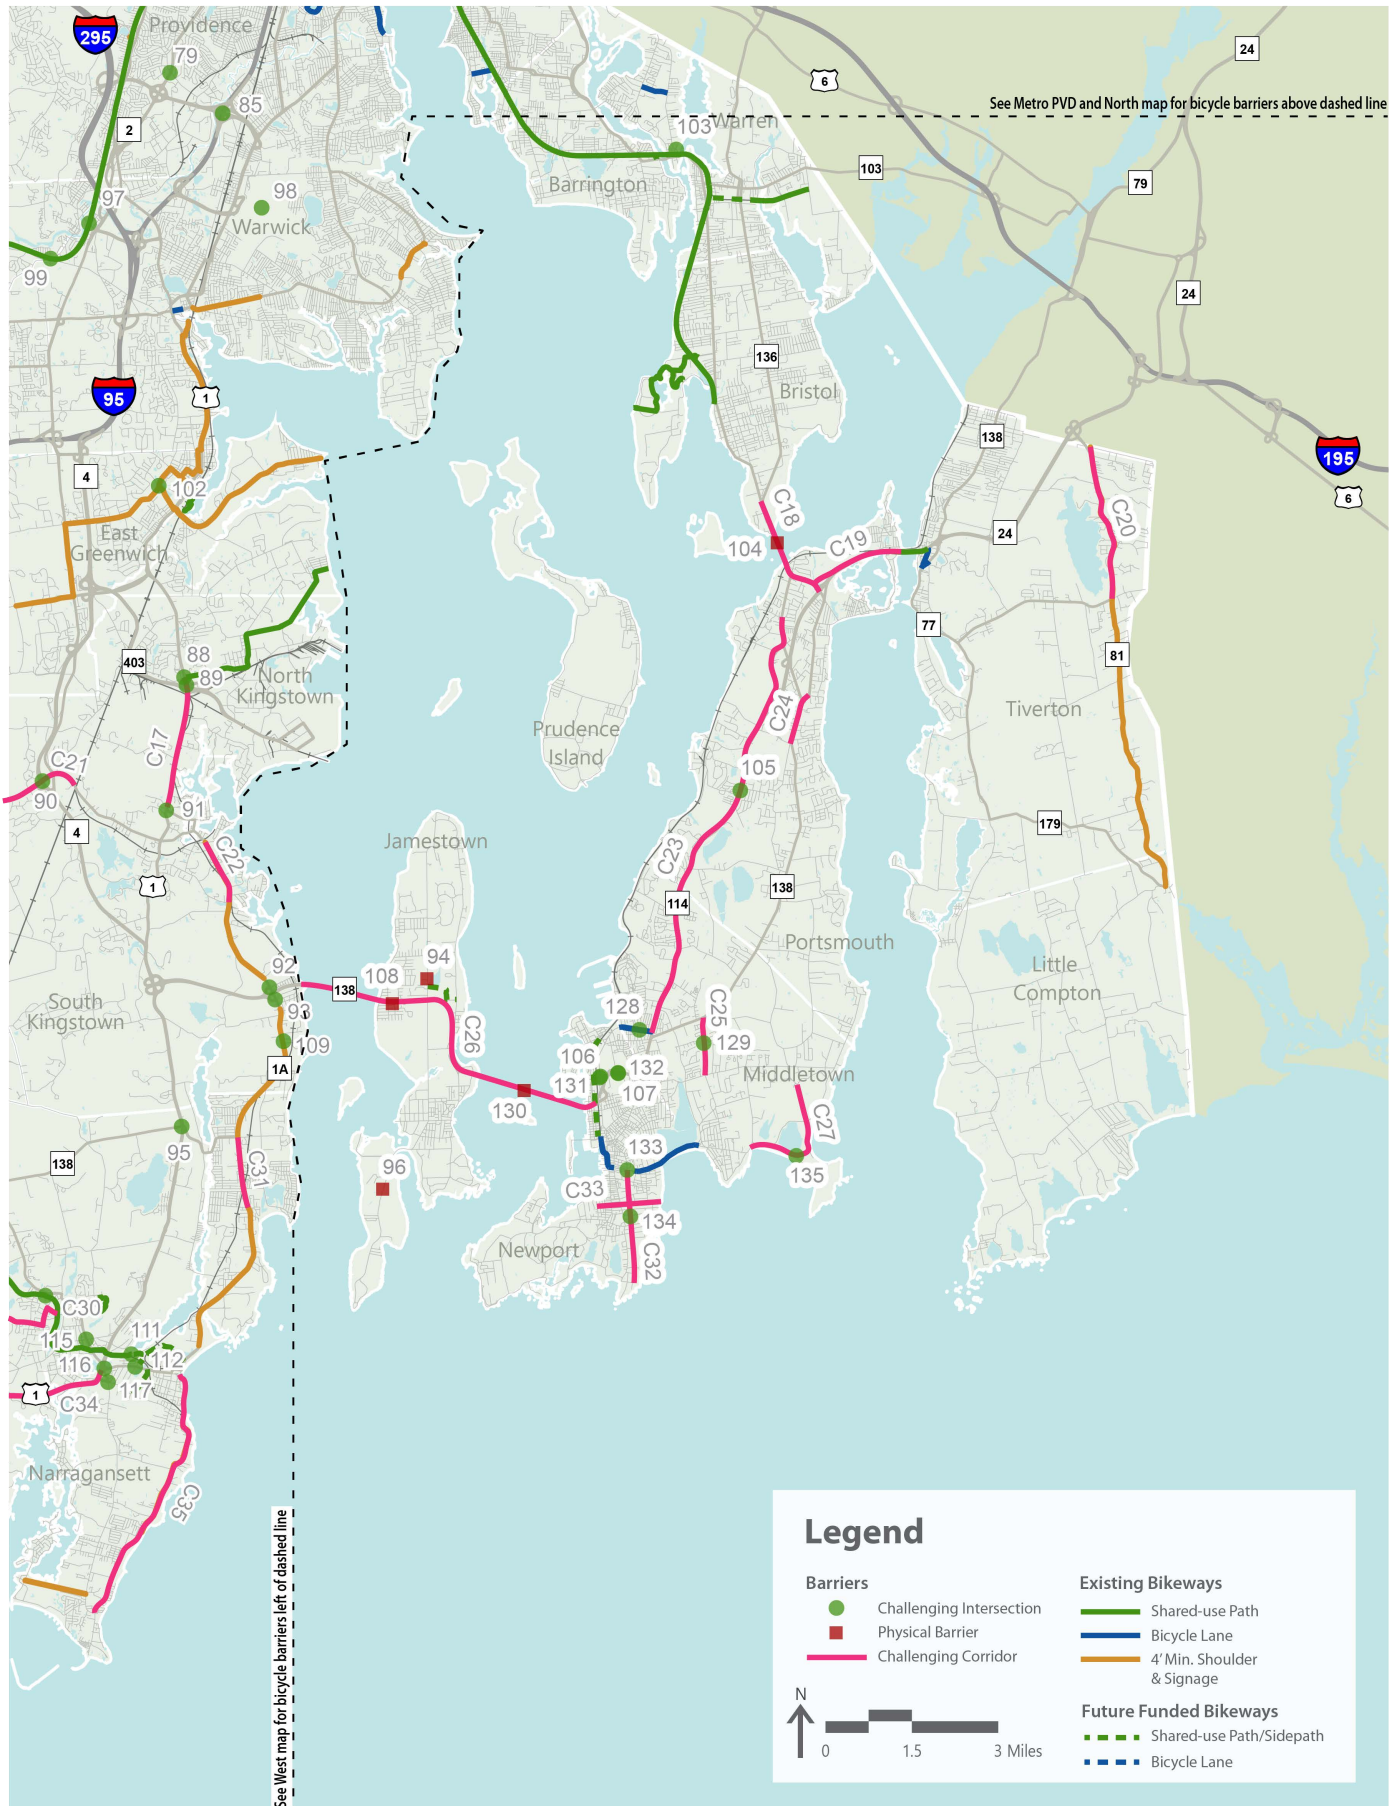 Providence
295
79
24
6
85
See Metro PVD and North map for bicycle barriers above dashed line
2
103
Warren
103
Barrington
79
97
98
Warwick
99
24
136
Bristol
95
1
138
195
6
4
102
C18
C20
East
Greenwich
104
C19
24
77
403
88
89
North
Kingstown
81
C24
Tiverton
Prudence
Island
C17
C21
90
105
91
4
Jamestown
179
C22
C23
1
138
114
Portsmouth
94
92
108
138
Little
Compton
South
Kingstown
93
C25
128
C26
109
129
106
1A
132
131
107
Middletown
130
C27
95
133
138
C31
96
135
C33
134
Newport
C32
C30
115
111
112
116
1
117
C34
Narragansett
C35
See West map for bicycle barriers left of dashed line
Legend
Barriers
Challenging Intersection
Physical Barrier
Challenging Corridor
Existing Bikeways
Shared-use Path
Bicycle Lane
4' Min. Shoulder
& Signage
Future Funded Bikeways
Shared-use Path/Sidepath
Bicycle Lane
N
0 1.5 3 Miles